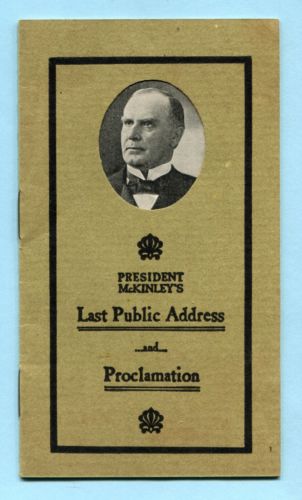 PRESIDENT
McKINLEY'S
Last Public Address
...and...
Proclamation